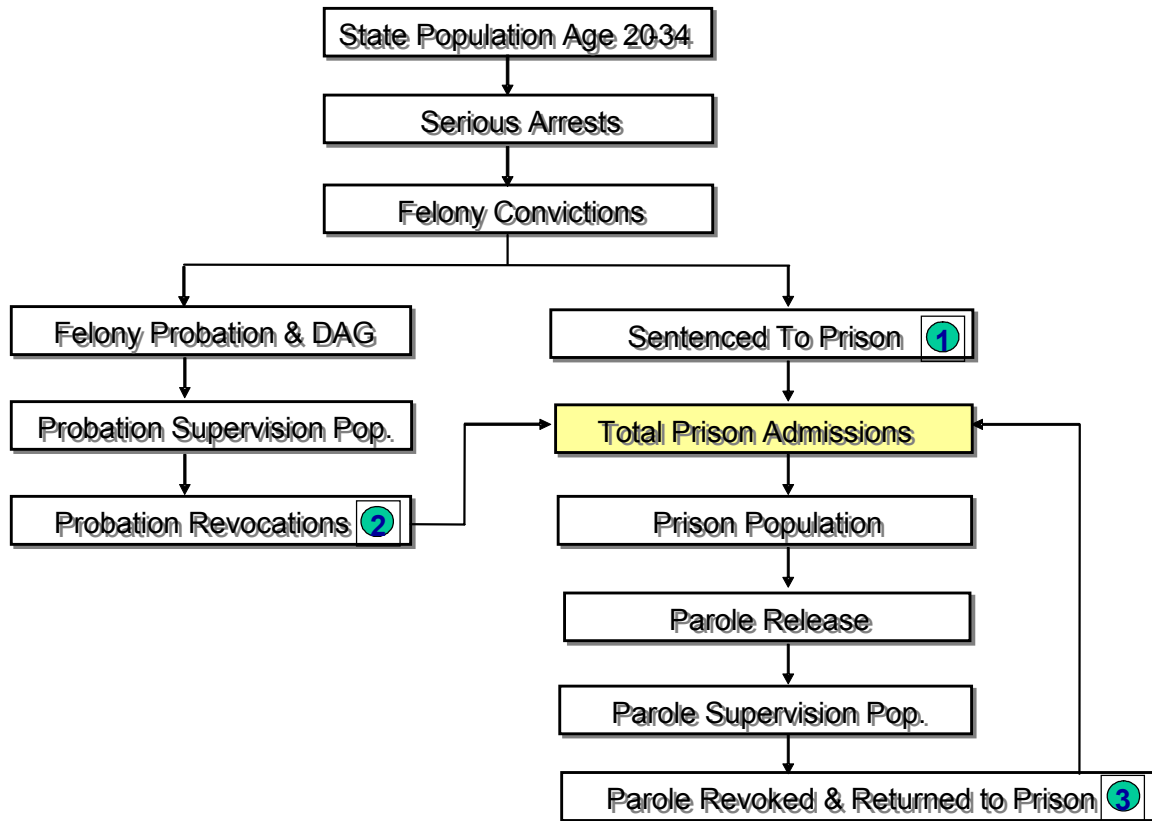 State Population Age 20-34
Serious Arrests
Felony Convictions
Felony Probation & DAG
Sentenced To Prison 1
Probation Supervision Pop.
Total Prison Admissions
Probation Revocations 2
Prison Population
Parole Release
Parole Supervision Pop.
Parole Revoked & Returned to Prison 3